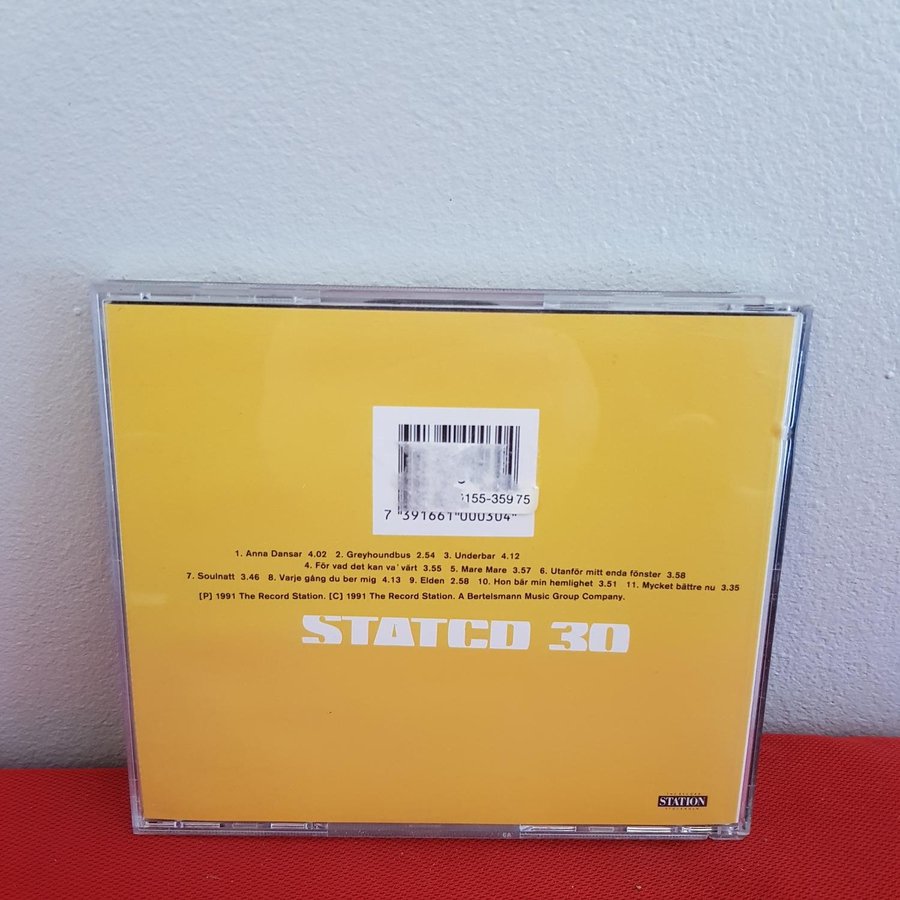 155-359 75
7 391661 000304
1. Anna Dansar 4.02 2. Greyhoundbus 2.54 3. Underbar 4.12
4. För vad det kan va´ värt 3.55 5. Mare Mare 3.57 6. Utanför mitt enda fönster 3.58
7. Soulnatt 3.46 8. Varje gång du ber mig 4.13 9. Elden 2.58 10. Hon bär min hemlighet 3.51 11. Mycket bättre nu 3.35
[P] 1991 The Record Station. [C] 1991 The Record Station. A Bertelsmann Music Group Company.
STATCD 30
STATION